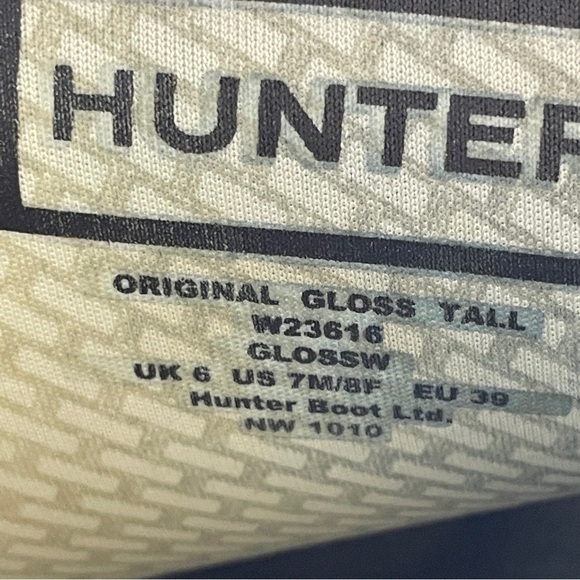 HUNTER
ORIGINAL GLOSS TALL
W23616
GLOSSW
UK 6 US 7M/8F EU 39
Hunter Boot Ltd.
NW 1010